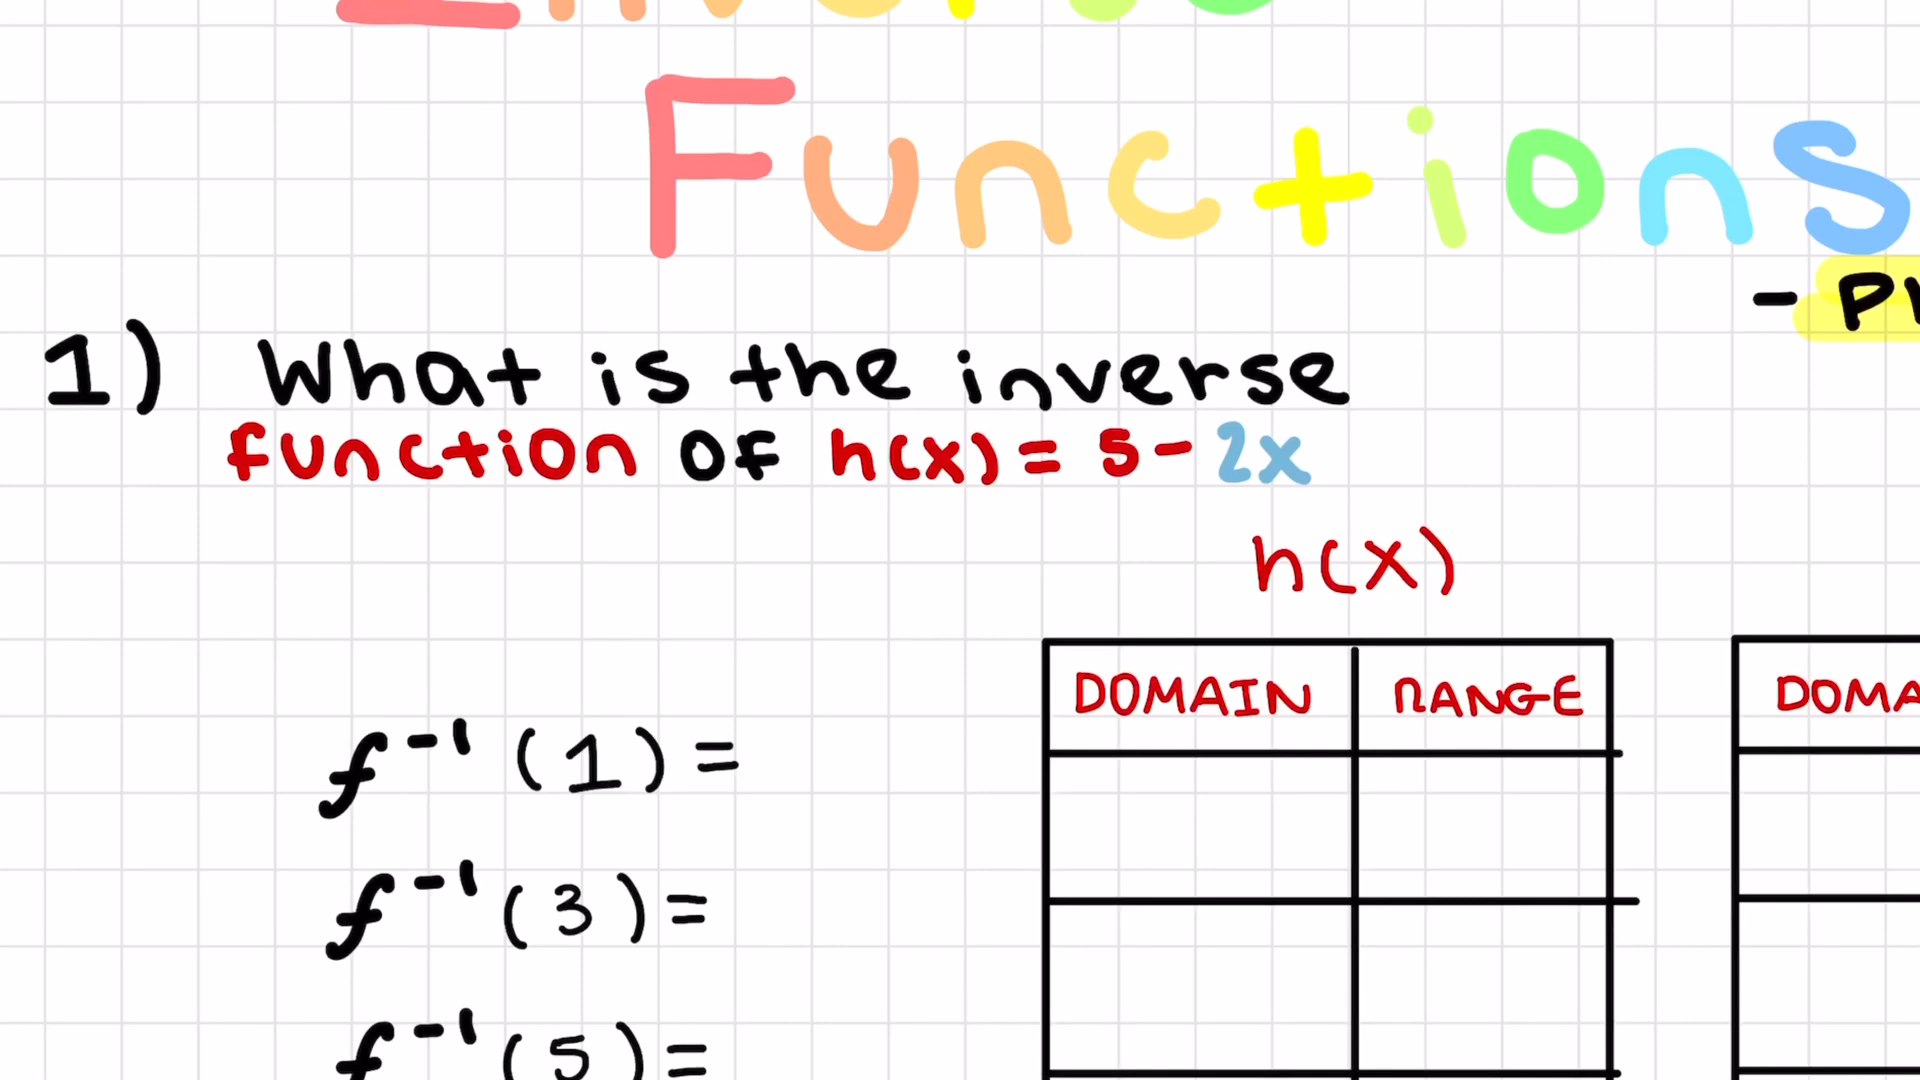 Functions
1) What is the inverse
function of h(x) = 5 - 2x
h(x)
DOMAIN RANGE
f⁻¹ (1) =
f⁻¹ (3) =
f⁻¹ (5) =